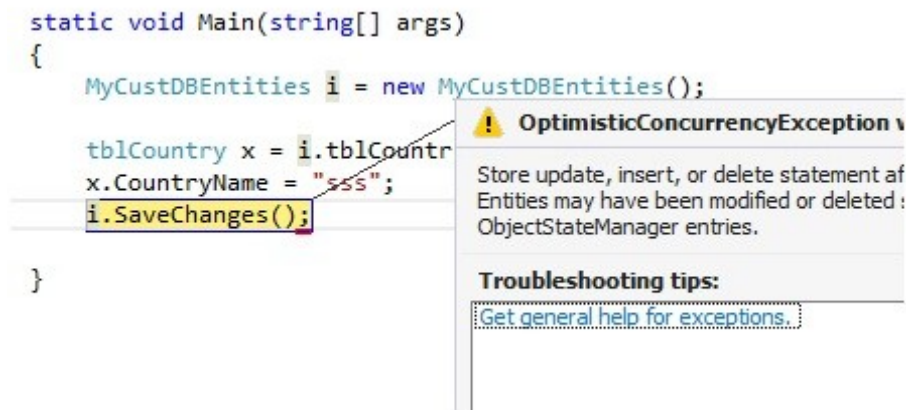 static void Main(string[] args)
{
MyCustDBEntities i = new MyCustDBEntities();
tblCountry x = i.tblCountr
x.CountryName = "sss";
i.SaveChanges();
}
OptimisticConcurrencyException
Store update, insert, or delete statement af
Entities may have been modified or deleted
ObjectStateManager entries.
Troubleshooting tips:
Get general help for exceptions.